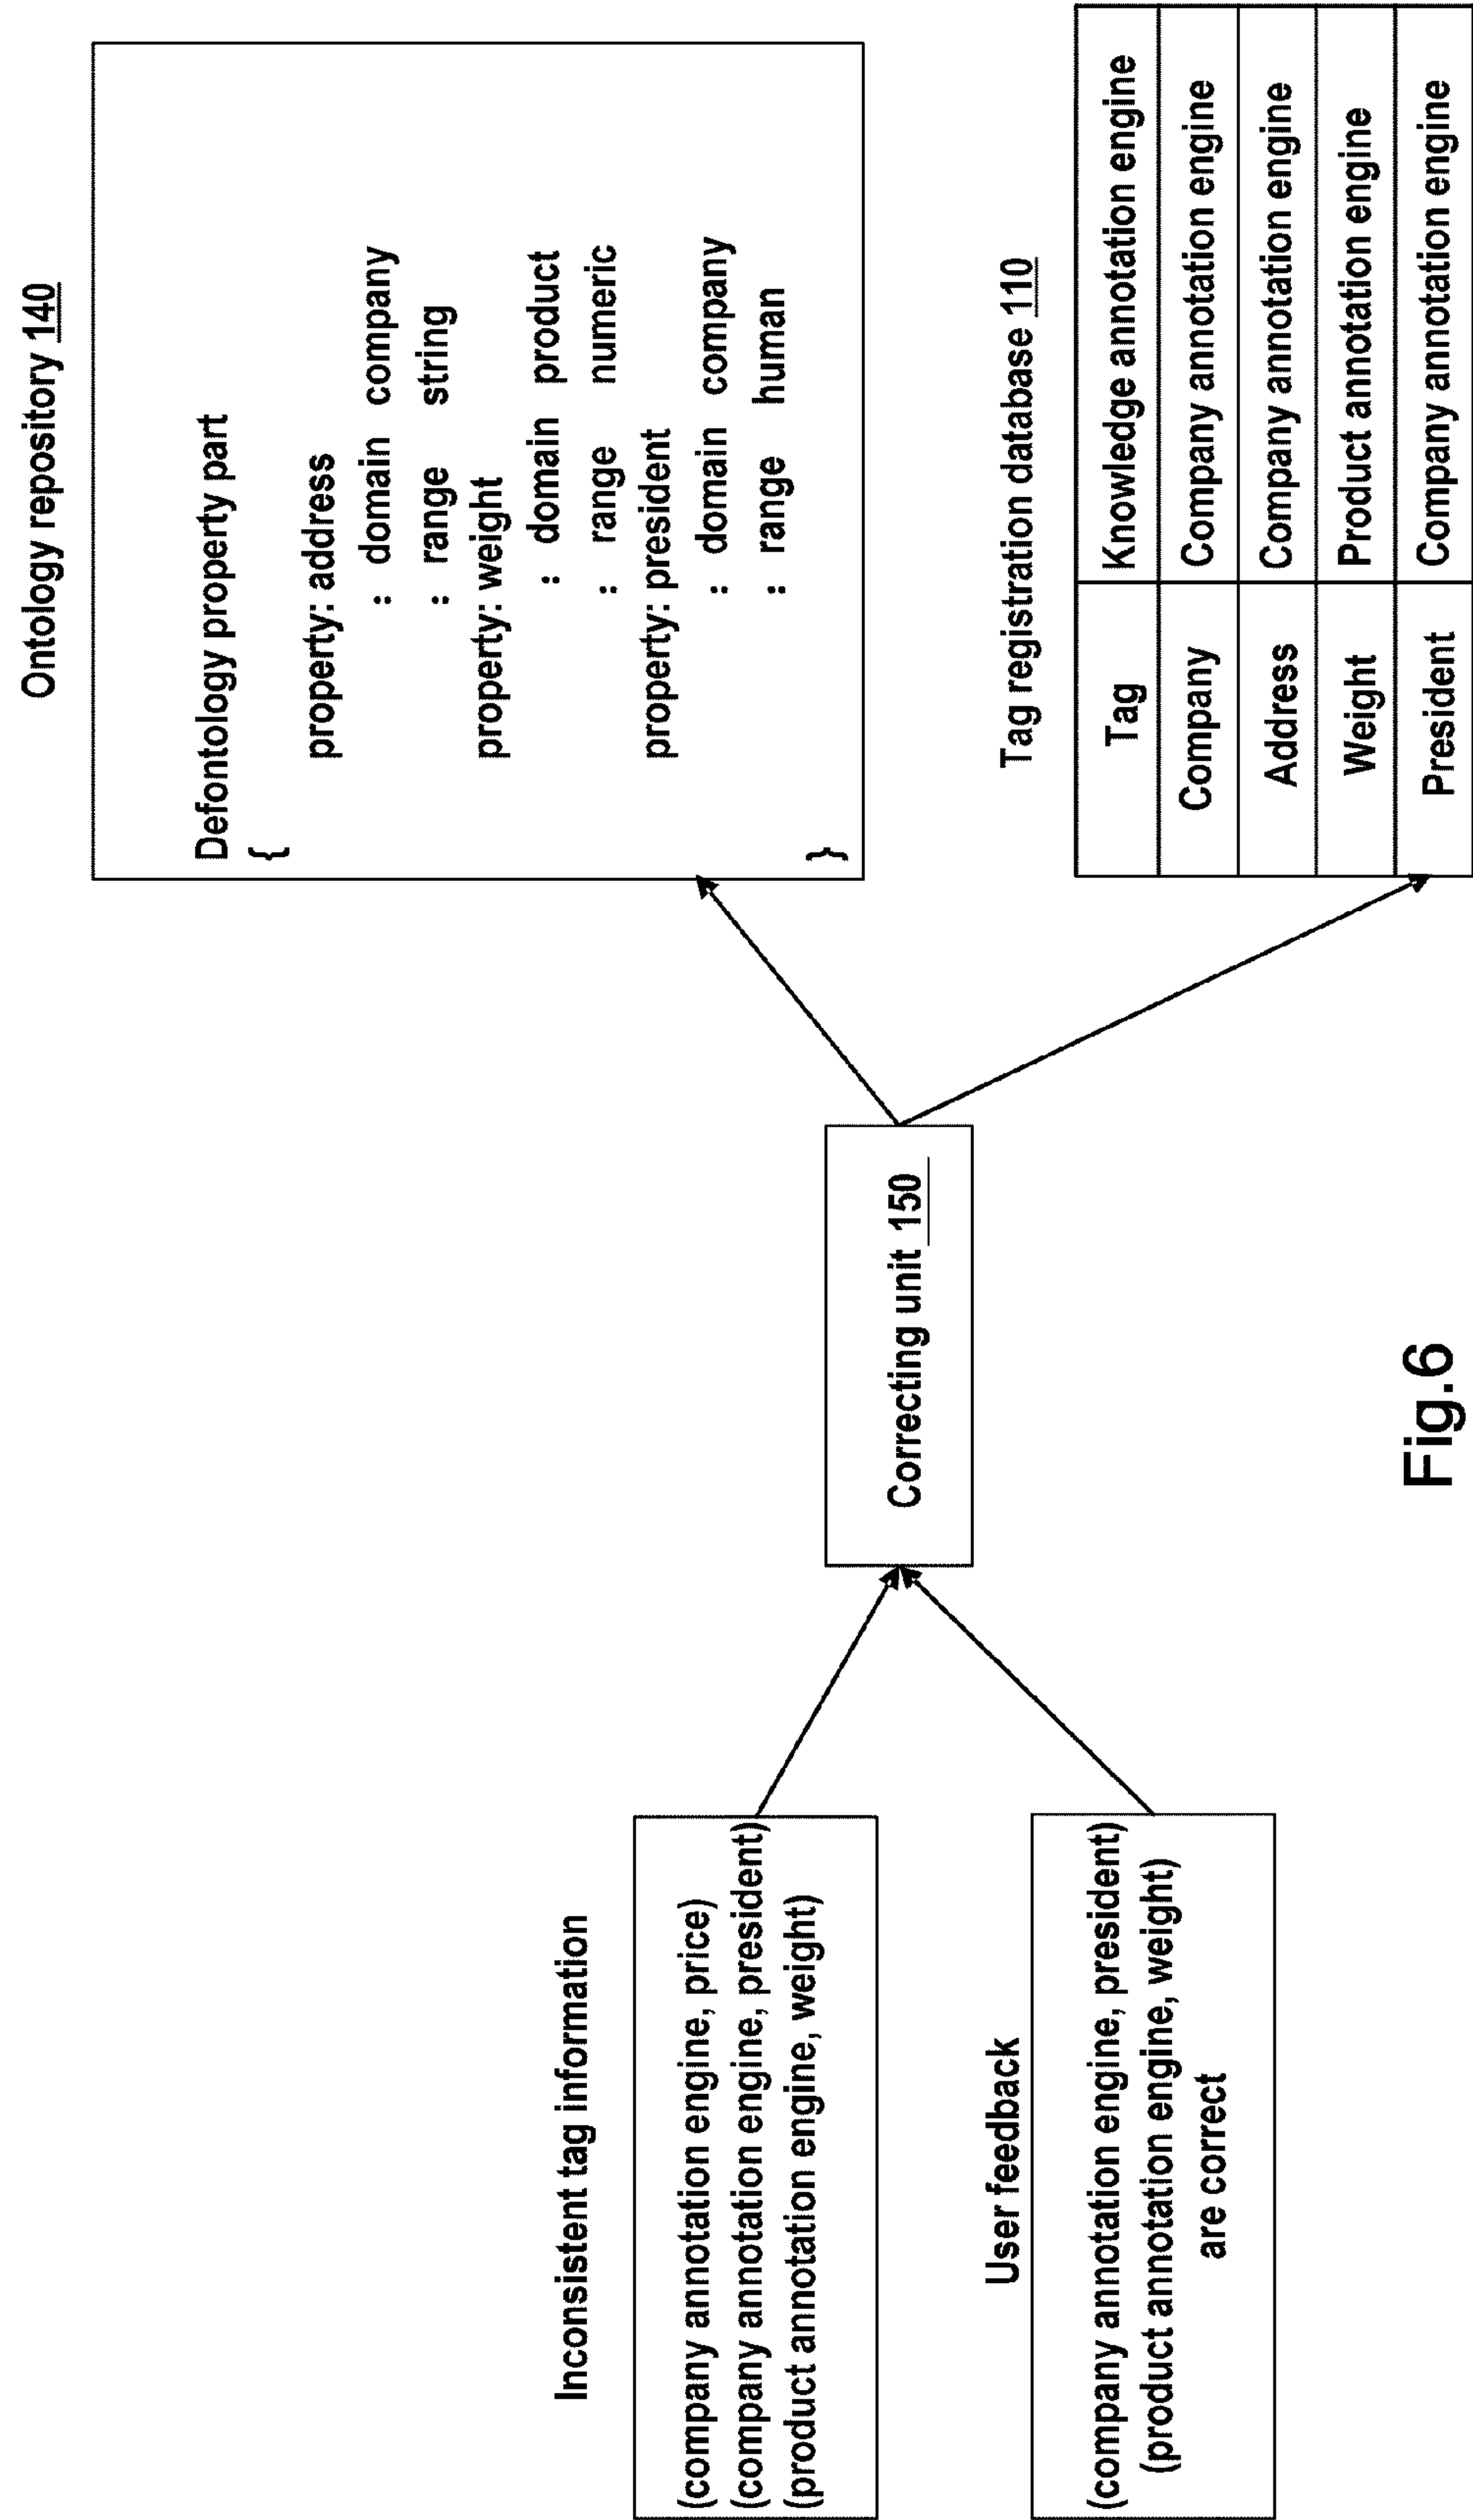 Inconsistent tag information
(company annotation engine, price)
(company annotation engine, president)
(product annotation engine, weight)
User feedback
(company annotation engine, president)
(product annotation engine, weight)
are correct
Correcting unit 150
Ontology repository 140
Defontology property part
{
property: address
: domain company
: range string
property: weight
: domain product
: range numeric
property: president
: domain company
: range human
}
Tag registration database 110
Tag Knowledge annotation engine
Company Company annotation engine
Address Company annotation engine
Weight Product annotation engine
President Company annotation engine
Fig.6